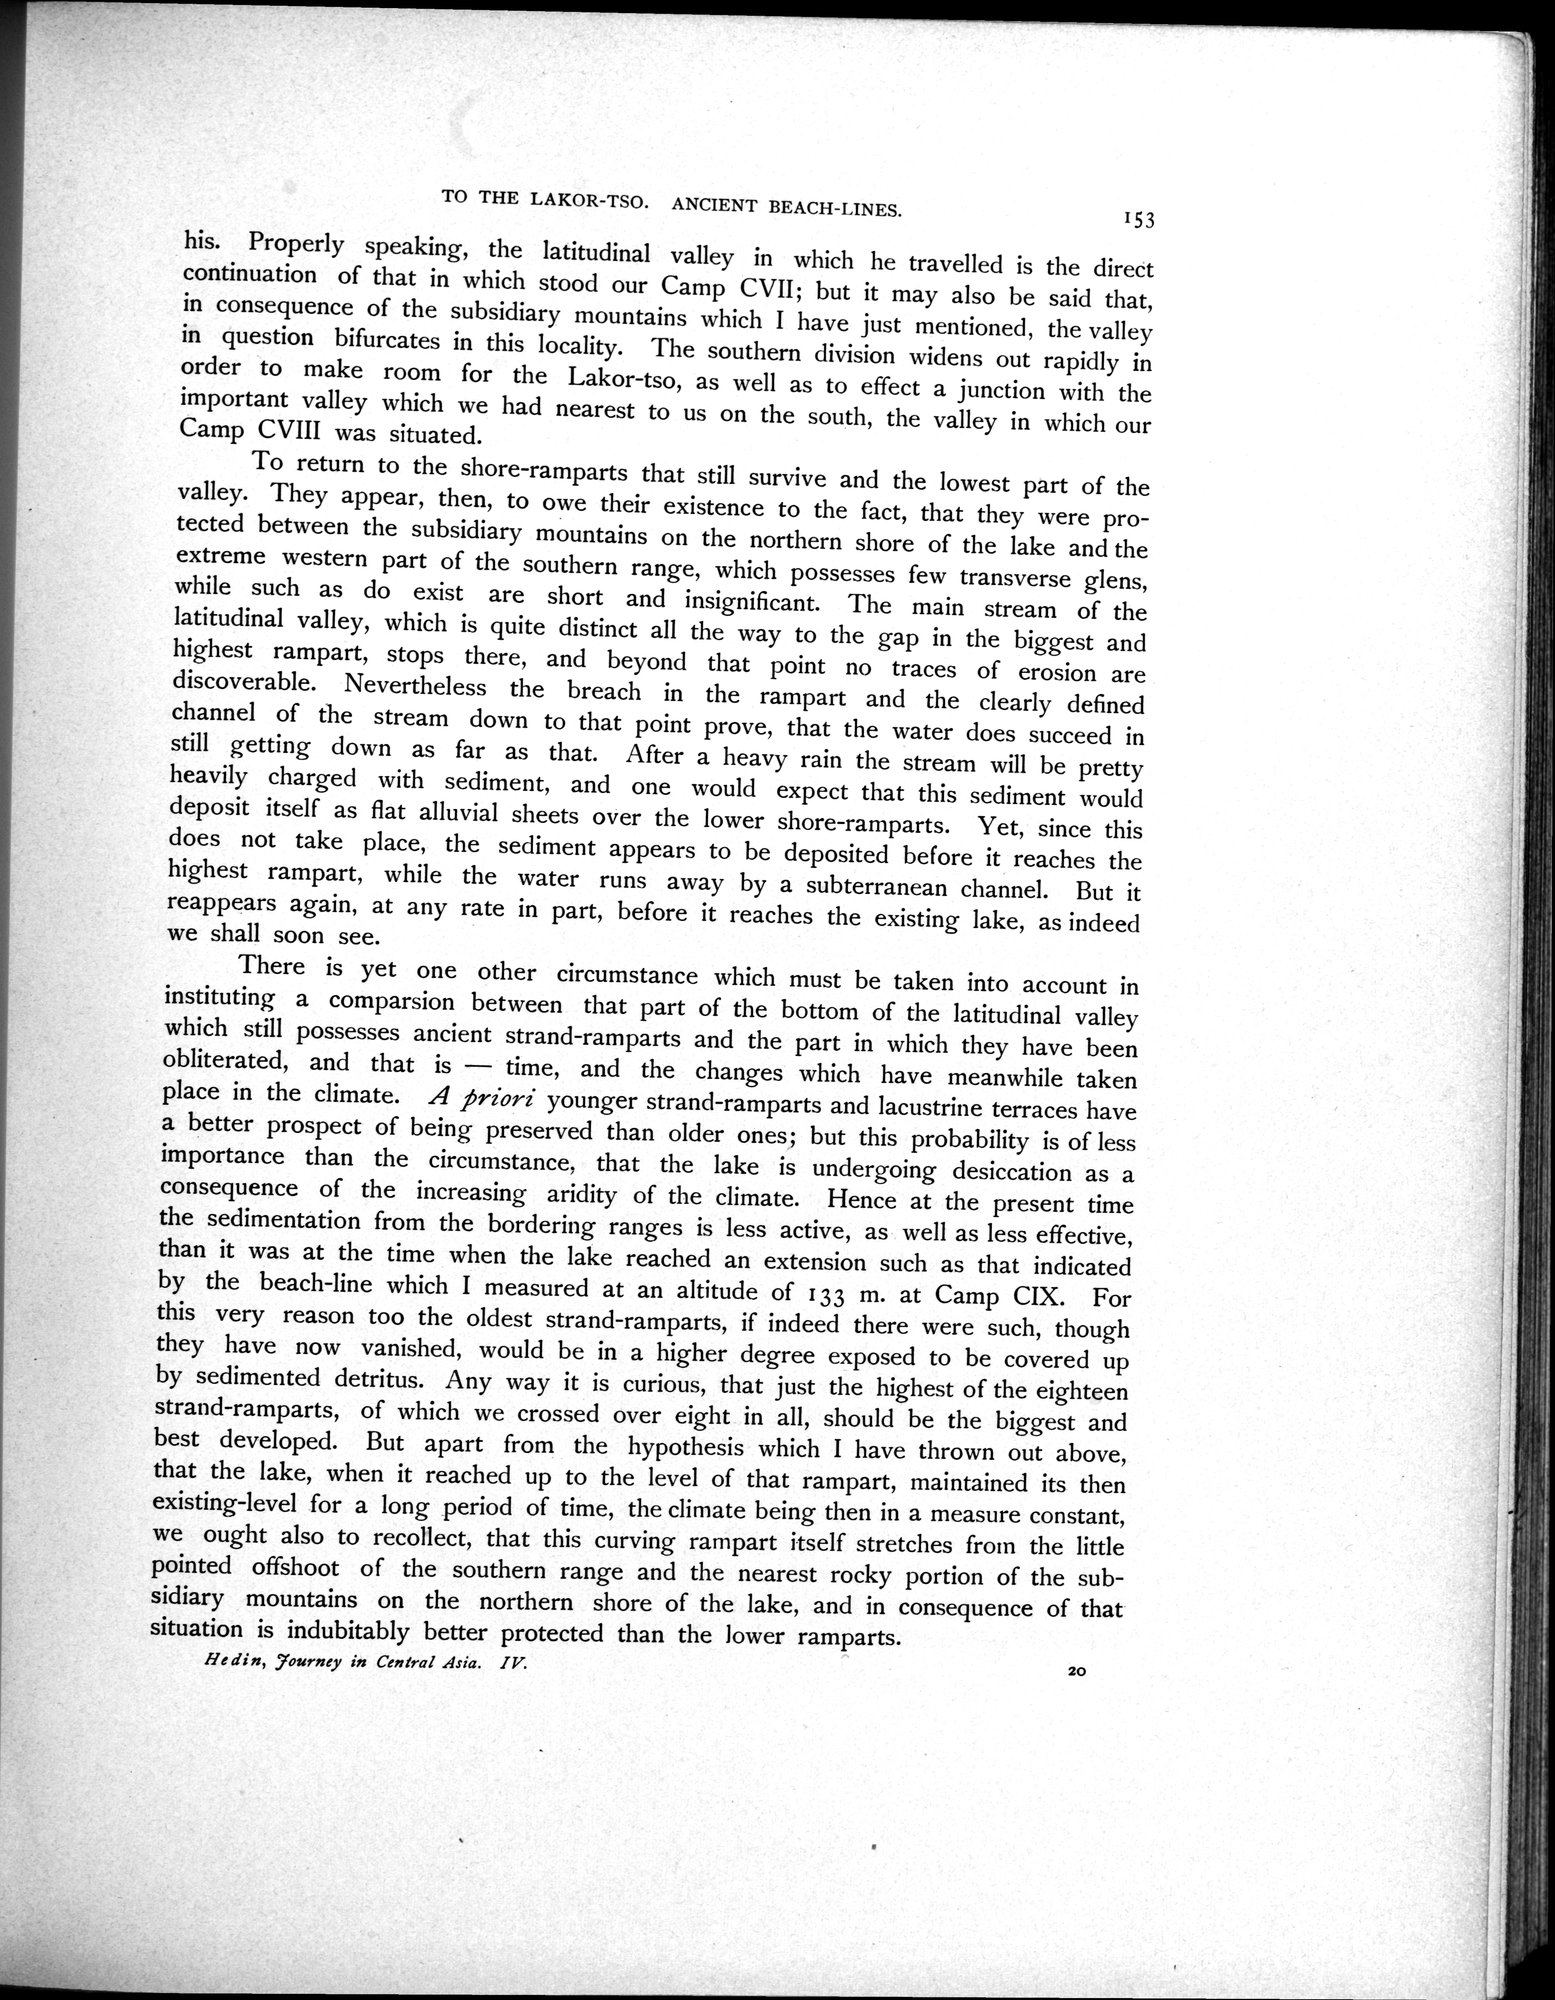 TO THE LAKOR-TSO. ANCIENT BEACH-LINES.
153
his. Properly speaking, the latitudinal valley in which he travelled is the direct
continuation of that in which stood our Camp CVII; but it may also be said that,
in consequence of the subsidiary mountains which I have just mentioned, the valley
in question bifurcates in this locality. The southern division widens out rapidly in
order to make room for the Lakor-tso, as well as to effect a junction with the
important valley which we had nearest to us on the south, the valley in which our
Camp CVIII was situated.
To return to the shore-ramparts that still survive and the lowest part of the
valley. They appear, then, to owe their existence to the fact, that they were pro-
tected between the subsidiary mountains on the northern shore of the lake and the
extreme western part of the southern range, which possesses few transverse glens,
while such as do exist are short and insignificant. The main stream of the
latitudinal valley, which is quite distinct all the way to the gap in the biggest and
highest rampart, stops there, and beyond that point no traces of erosion are
discoverable. Nevertheless the breach in the rampart and the clearly defined
channel of the stream down to that point prove, that the water does succeed in
still getting down as far as that. After a heavy rain the stream will be pretty
heavily charged with sediment, and one would expect that this sediment would
deposit itself as flat alluvial sheets over the lower shore-ramparts. Yet, since this
does not take place, the sediment appears to be deposited before it reaches the
highest rampart, while the water runs away by a subterranean channel. But it
reappears again, at any rate in part, before it reaches the existing lake, as indeed
we shall soon see.
There is yet one other circumstance which must be taken into account in
instituting a comparsion between that part of the bottom of the latitudinal valley
which still possesses ancient strand-ramparts and the part in which they have been
obliterated, and that is — time, and the changes which have meanwhile taken
place in the climate. A priori younger strand-ramparts and lacustrine terraces have
a better prospect of being preserved than older ones; but this probability is of less
importance than the circumstance, that the lake is undergoing desiccation as a
consequence of the increasing aridity of the climate. Hence at the present time
the sedimentation from the bordering ranges is less active, as well as less effective,
than it was at the time when the lake reached an extension such as that indicated
by the beach-line which I measured at an altitude of 133 m. at Camp CIX. For
this very reason too the oldest strand-ramparts, if indeed there were such, though
they have now vanished, would be in a higher degree exposed to be covered up
by sedimented detritus. Any way it is curious, that just the highest of the eighteen
strand-ramparts, of which we crossed over eight in all, should be the biggest and
best developed. But apart from the hypothesis which I have thrown out above,
that the lake, when it reached up to the level of that rampart, maintained its then
existing-level for a long period of time, the climate being then in a measure constant,
we ought also to recollect, that this curving rampart itself stretches from the little
pointed offshoot of the southern range and the nearest rocky portion of the sub-
sidiary mountains on the northern shore of the lake, and in consequence of that
situation is indubitably better protected than the lower ramparts.
Hedin, Journey in Central Asia. IV.
20